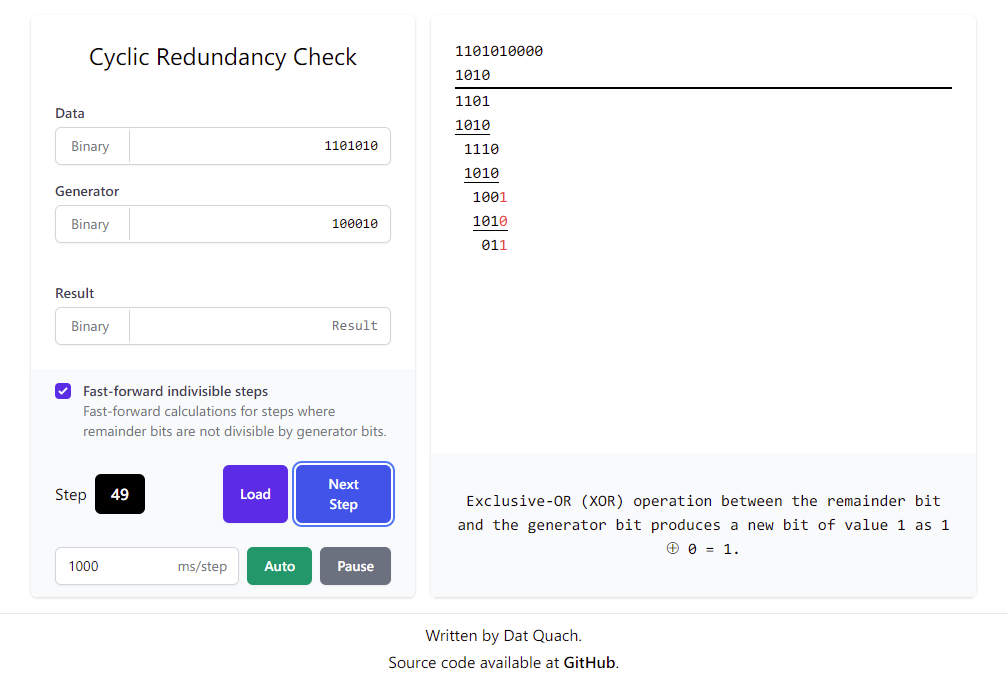 Cyclic Redundancy Check
Data
Binary 1101010
Generator
Binary 100010
Result
Binary Result
Fast-forward indivisible steps
Fast-forward calculations for steps where
remainder bits are not divisible by generator bits.
Step 49 Load Next
Step
1000 ms/step Auto Pause
1101010000
1010
1101
1010
1110
1010
1001
1010
011
Exclusive-OR (XOR) operation between the remainder bit
and the generator bit produces a new bit of value 1 as 1
⊕ 0 = 1.
Written by Dat Quach.
Source code available at GitHub.